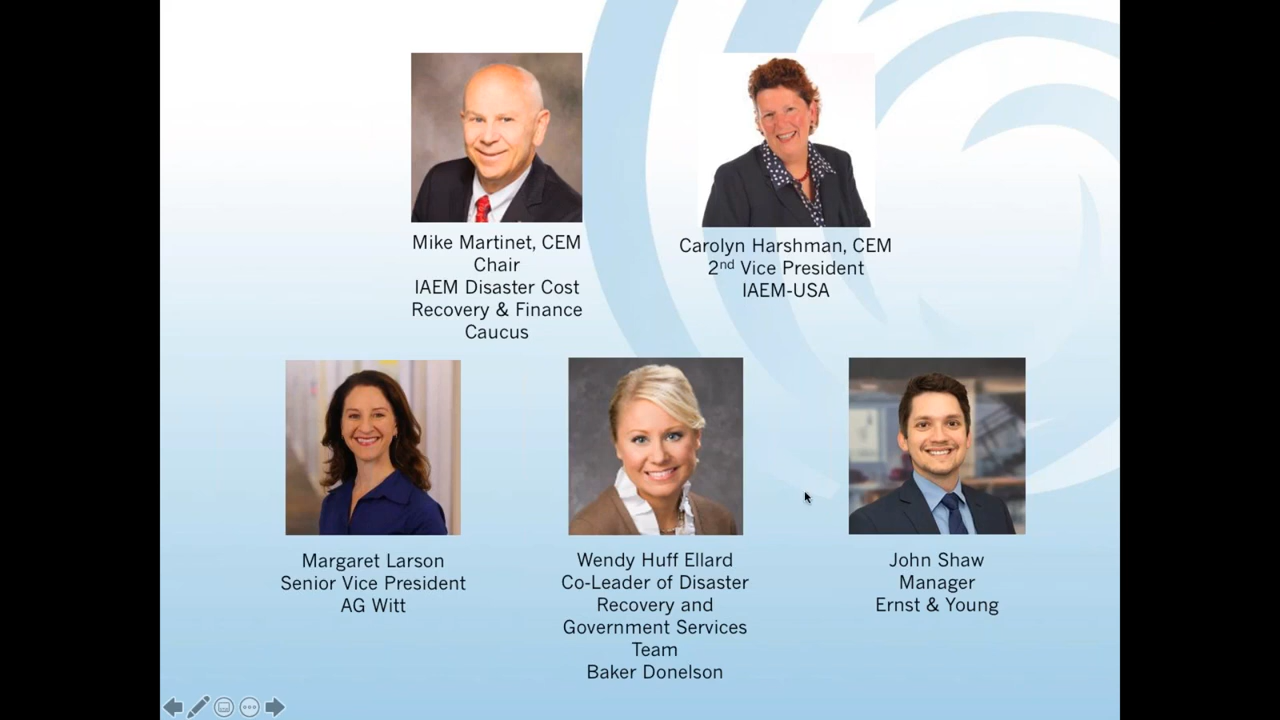 Mike Martinet, CEM
Chair
IAEM Disaster Cost
Recovery & Finance
Caucus
Carolyn Harshman, CEM
2nd Vice President
IAEM-USA
Margaret Larson
Senior Vice President
AG Witt
Wendy Huff Ellard
Co-Leader of Disaster
Recovery and
Government Services
Team
Baker Donelson
John Shaw
Manager
Ernst & Young